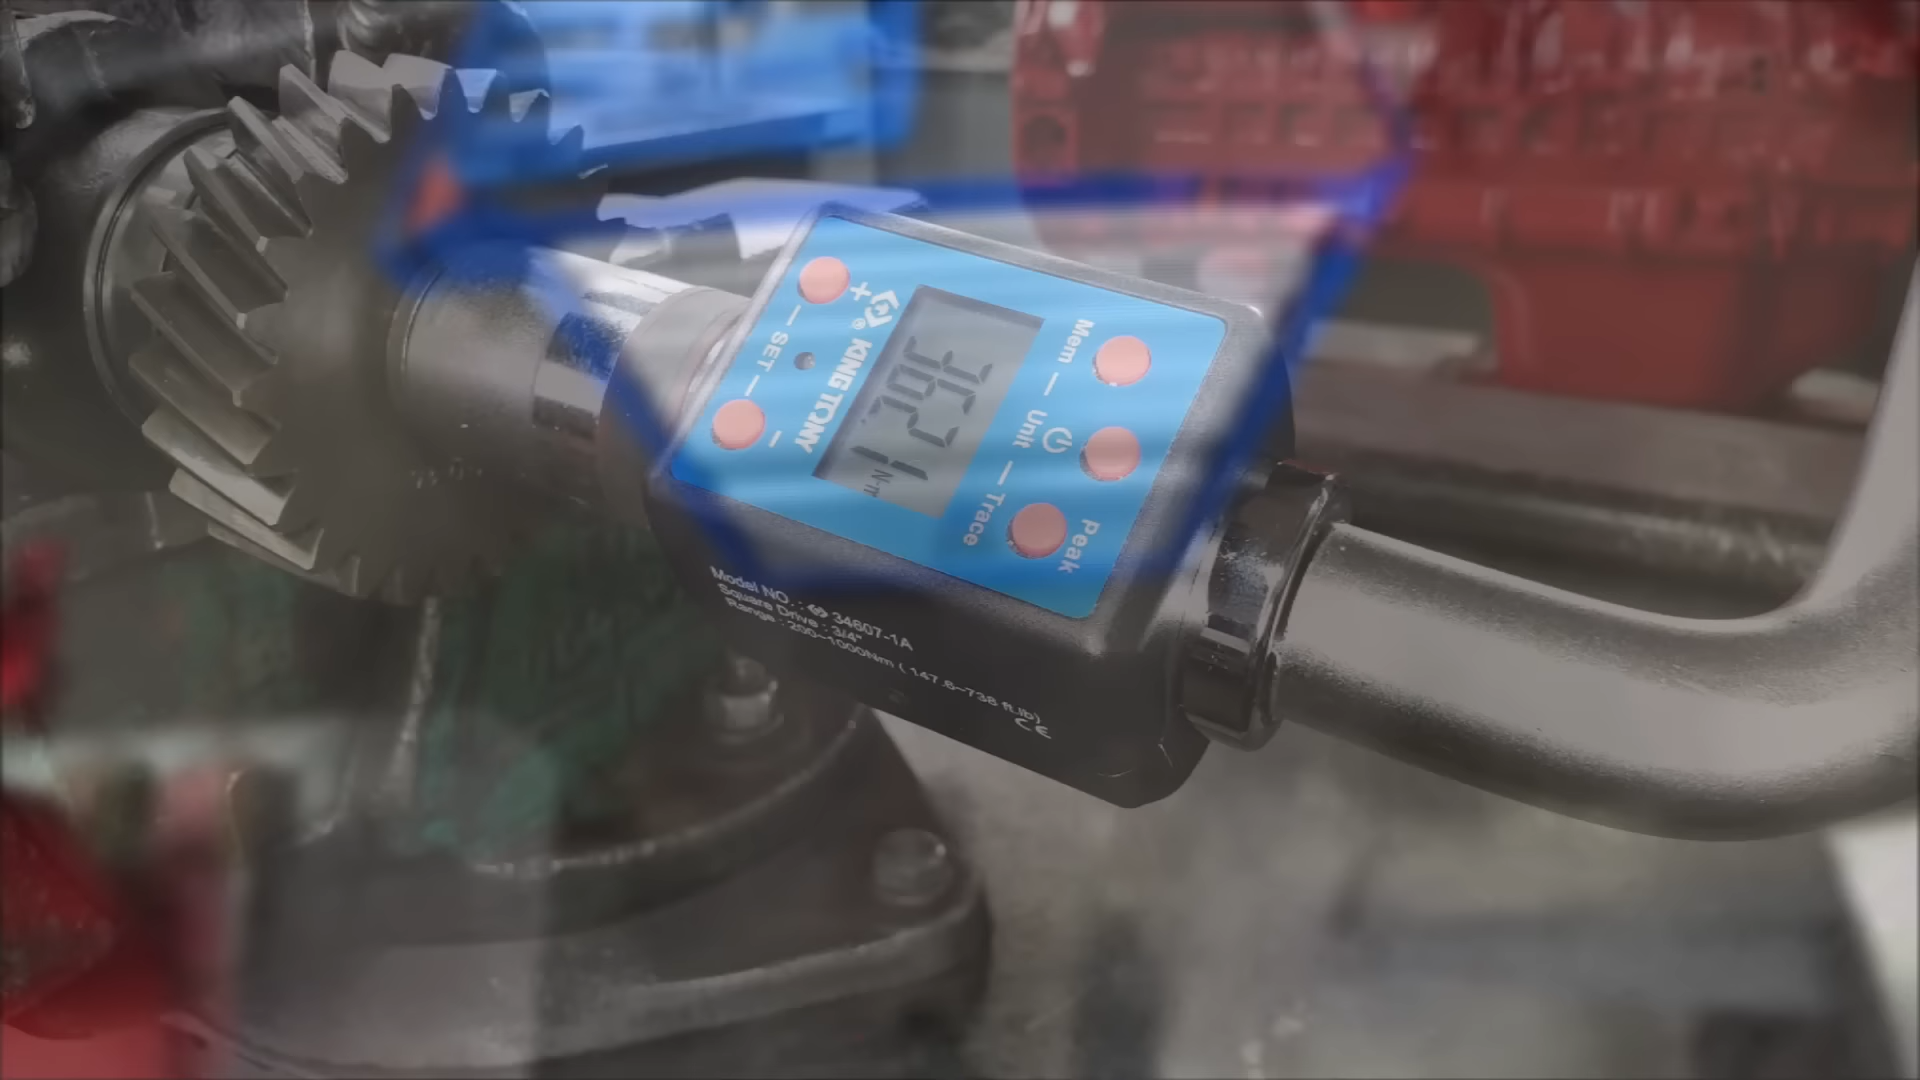 KING TONY
+
SET
-
Mem
Unit
Trace
Peak
N-m
Model NO. : 34607-1A
Square Drive : 3/4"
Range : 200~1000Nm ( 147.6~738 ft.lb)
CE